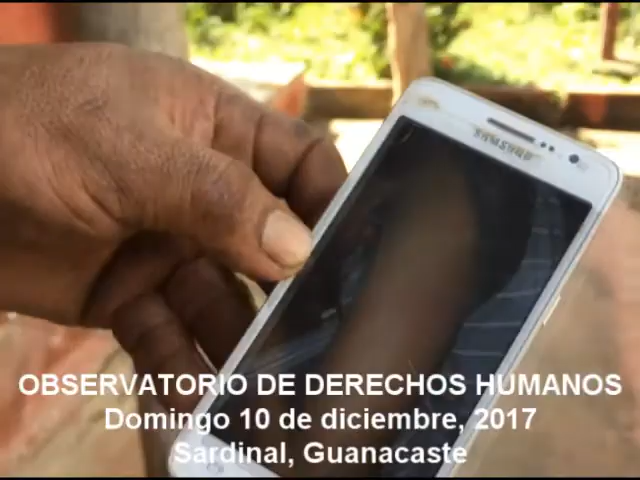 SAMSUNG
OBSERVATORIO DE DERECHOS HUMANOS
Domingo 10 de diciembre, 2017
Sardinal, Guanacaste